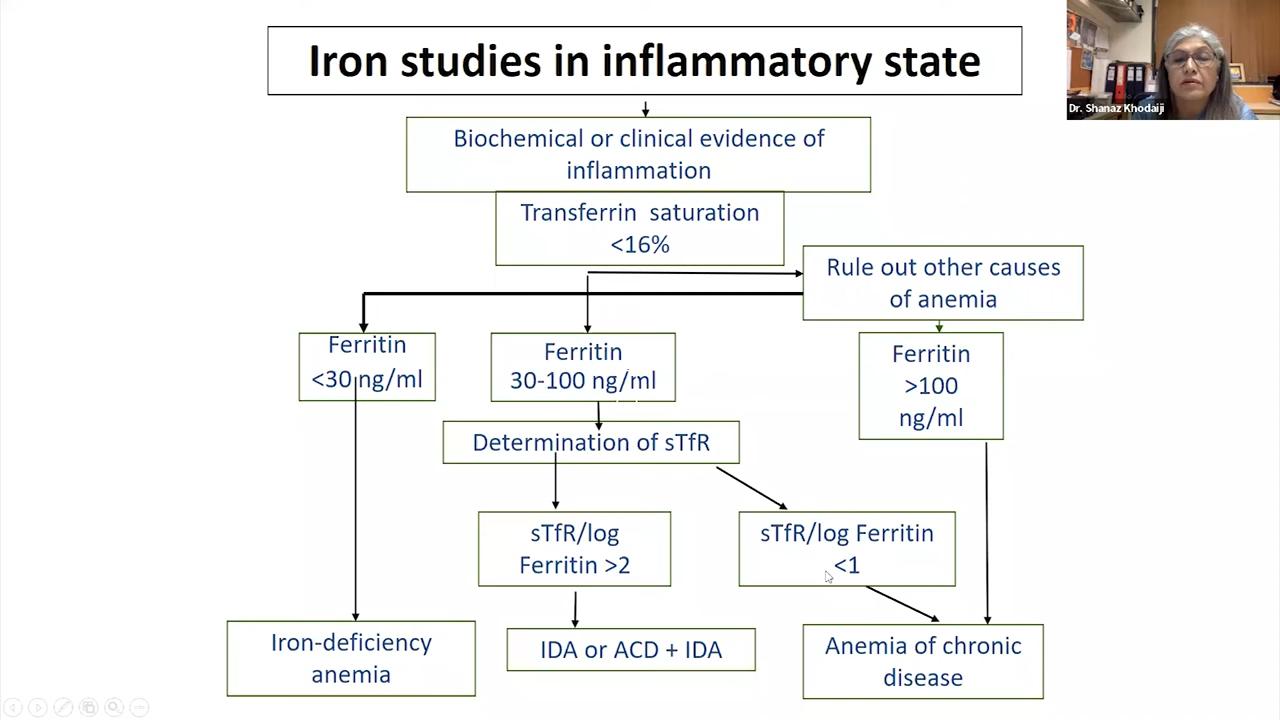 Iron studies in inflammatory state
Dr. Shanaz Khodaiji
Biochemical or clinical evidence of
inflammation
Transferrin saturation
<16%
Rule out other causes
of anemia
Ferritin
<30 ng/ml
Ferritin
30-100 ng/ml
Ferritin
>100
ng/ml
Determination of sTfR
sTfR/log
Ferritin >2
sTfR/log Ferritin
<1
Iron-deficiency
anemia
IDA or ACD + IDA
Anemia of chronic
disease